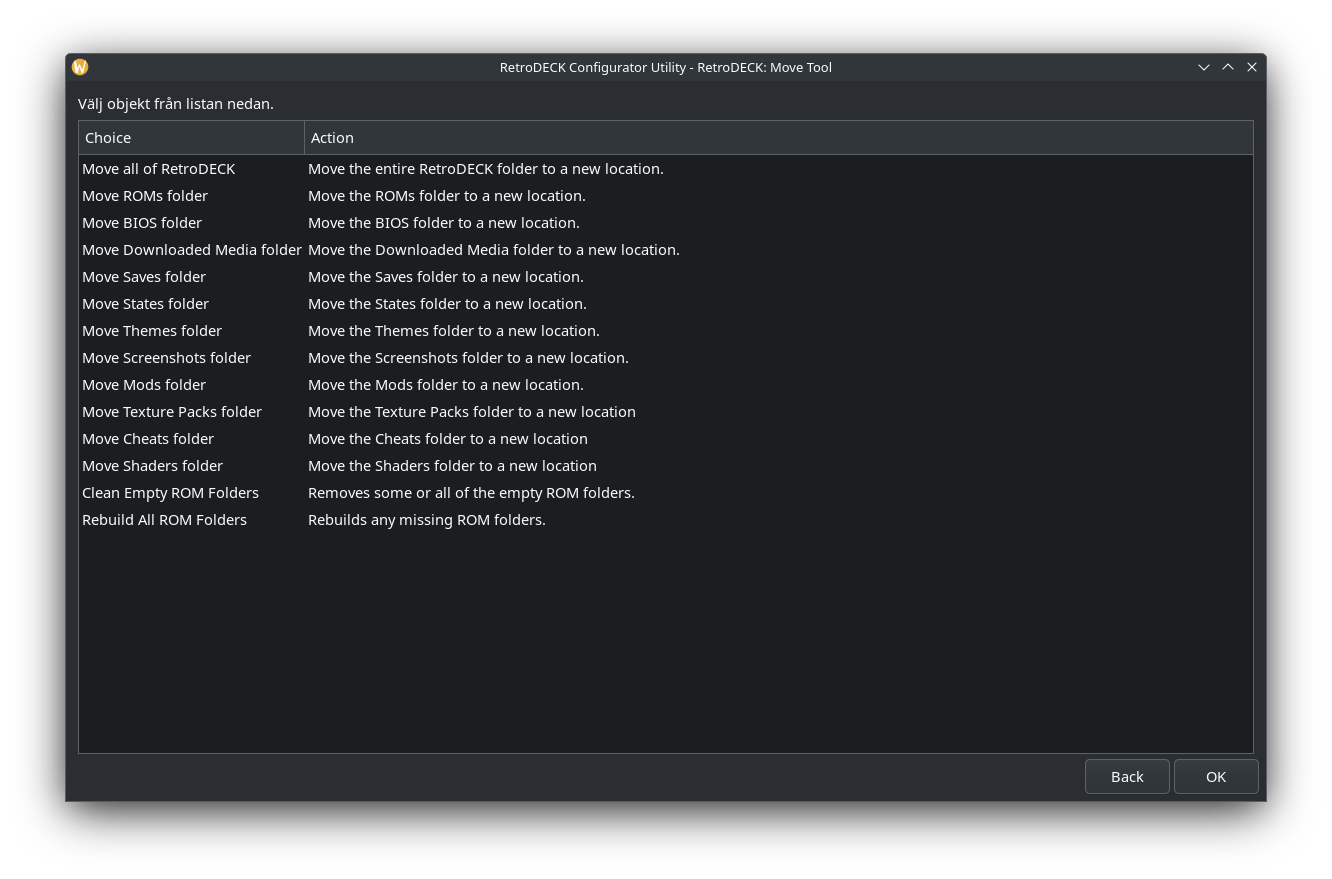 RetroDECK Configurator Utility - RetroDECK: Move Tool
Välj objekt från listan nedan.
Choice Action
Move all of RetroDECK Move the entire RetroDECK folder to a new location.
Move ROMs folder Move the ROMs folder to a new location.
Move BIOS folder Move the BIOS folder to a new location.
Move Downloaded Media folder Move the Downloaded Media folder to a new location.
Move Saves folder Move the Saves folder to a new location.
Move States folder Move the States folder to a new location.
Move Themes folder Move the Themes folder to a new location.
Move Screenshots folder Move the Screenshots folder to a new location.
Move Mods folder Move the Mods folder to a new location.
Move Texture Packs folder Move the Texture Packs folder to a new location
Move Cheats folder Move the Cheats folder to a new location
Move Shaders folder Move the Shaders folder to a new location
Clean Empty ROM Folders Removes some or all of the empty ROM folders.
Rebuild All ROM Folders Rebuilds any missing ROM folders.
Back OK